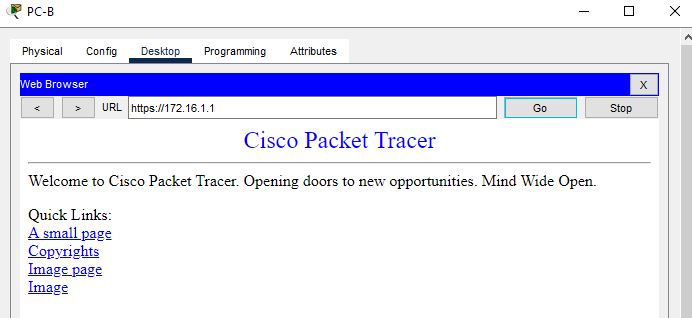 PC-B
Physical Config Desktop Programming Attributes
Web Browser X
< > URL https://172.16.1.1 Go Stop
Cisco Packet Tracer
Welcome to Cisco Packet Tracer. Opening doors to new opportunities. Mind Wide Open.
Quick Links:
A small page
Copyrights
Image page
Image